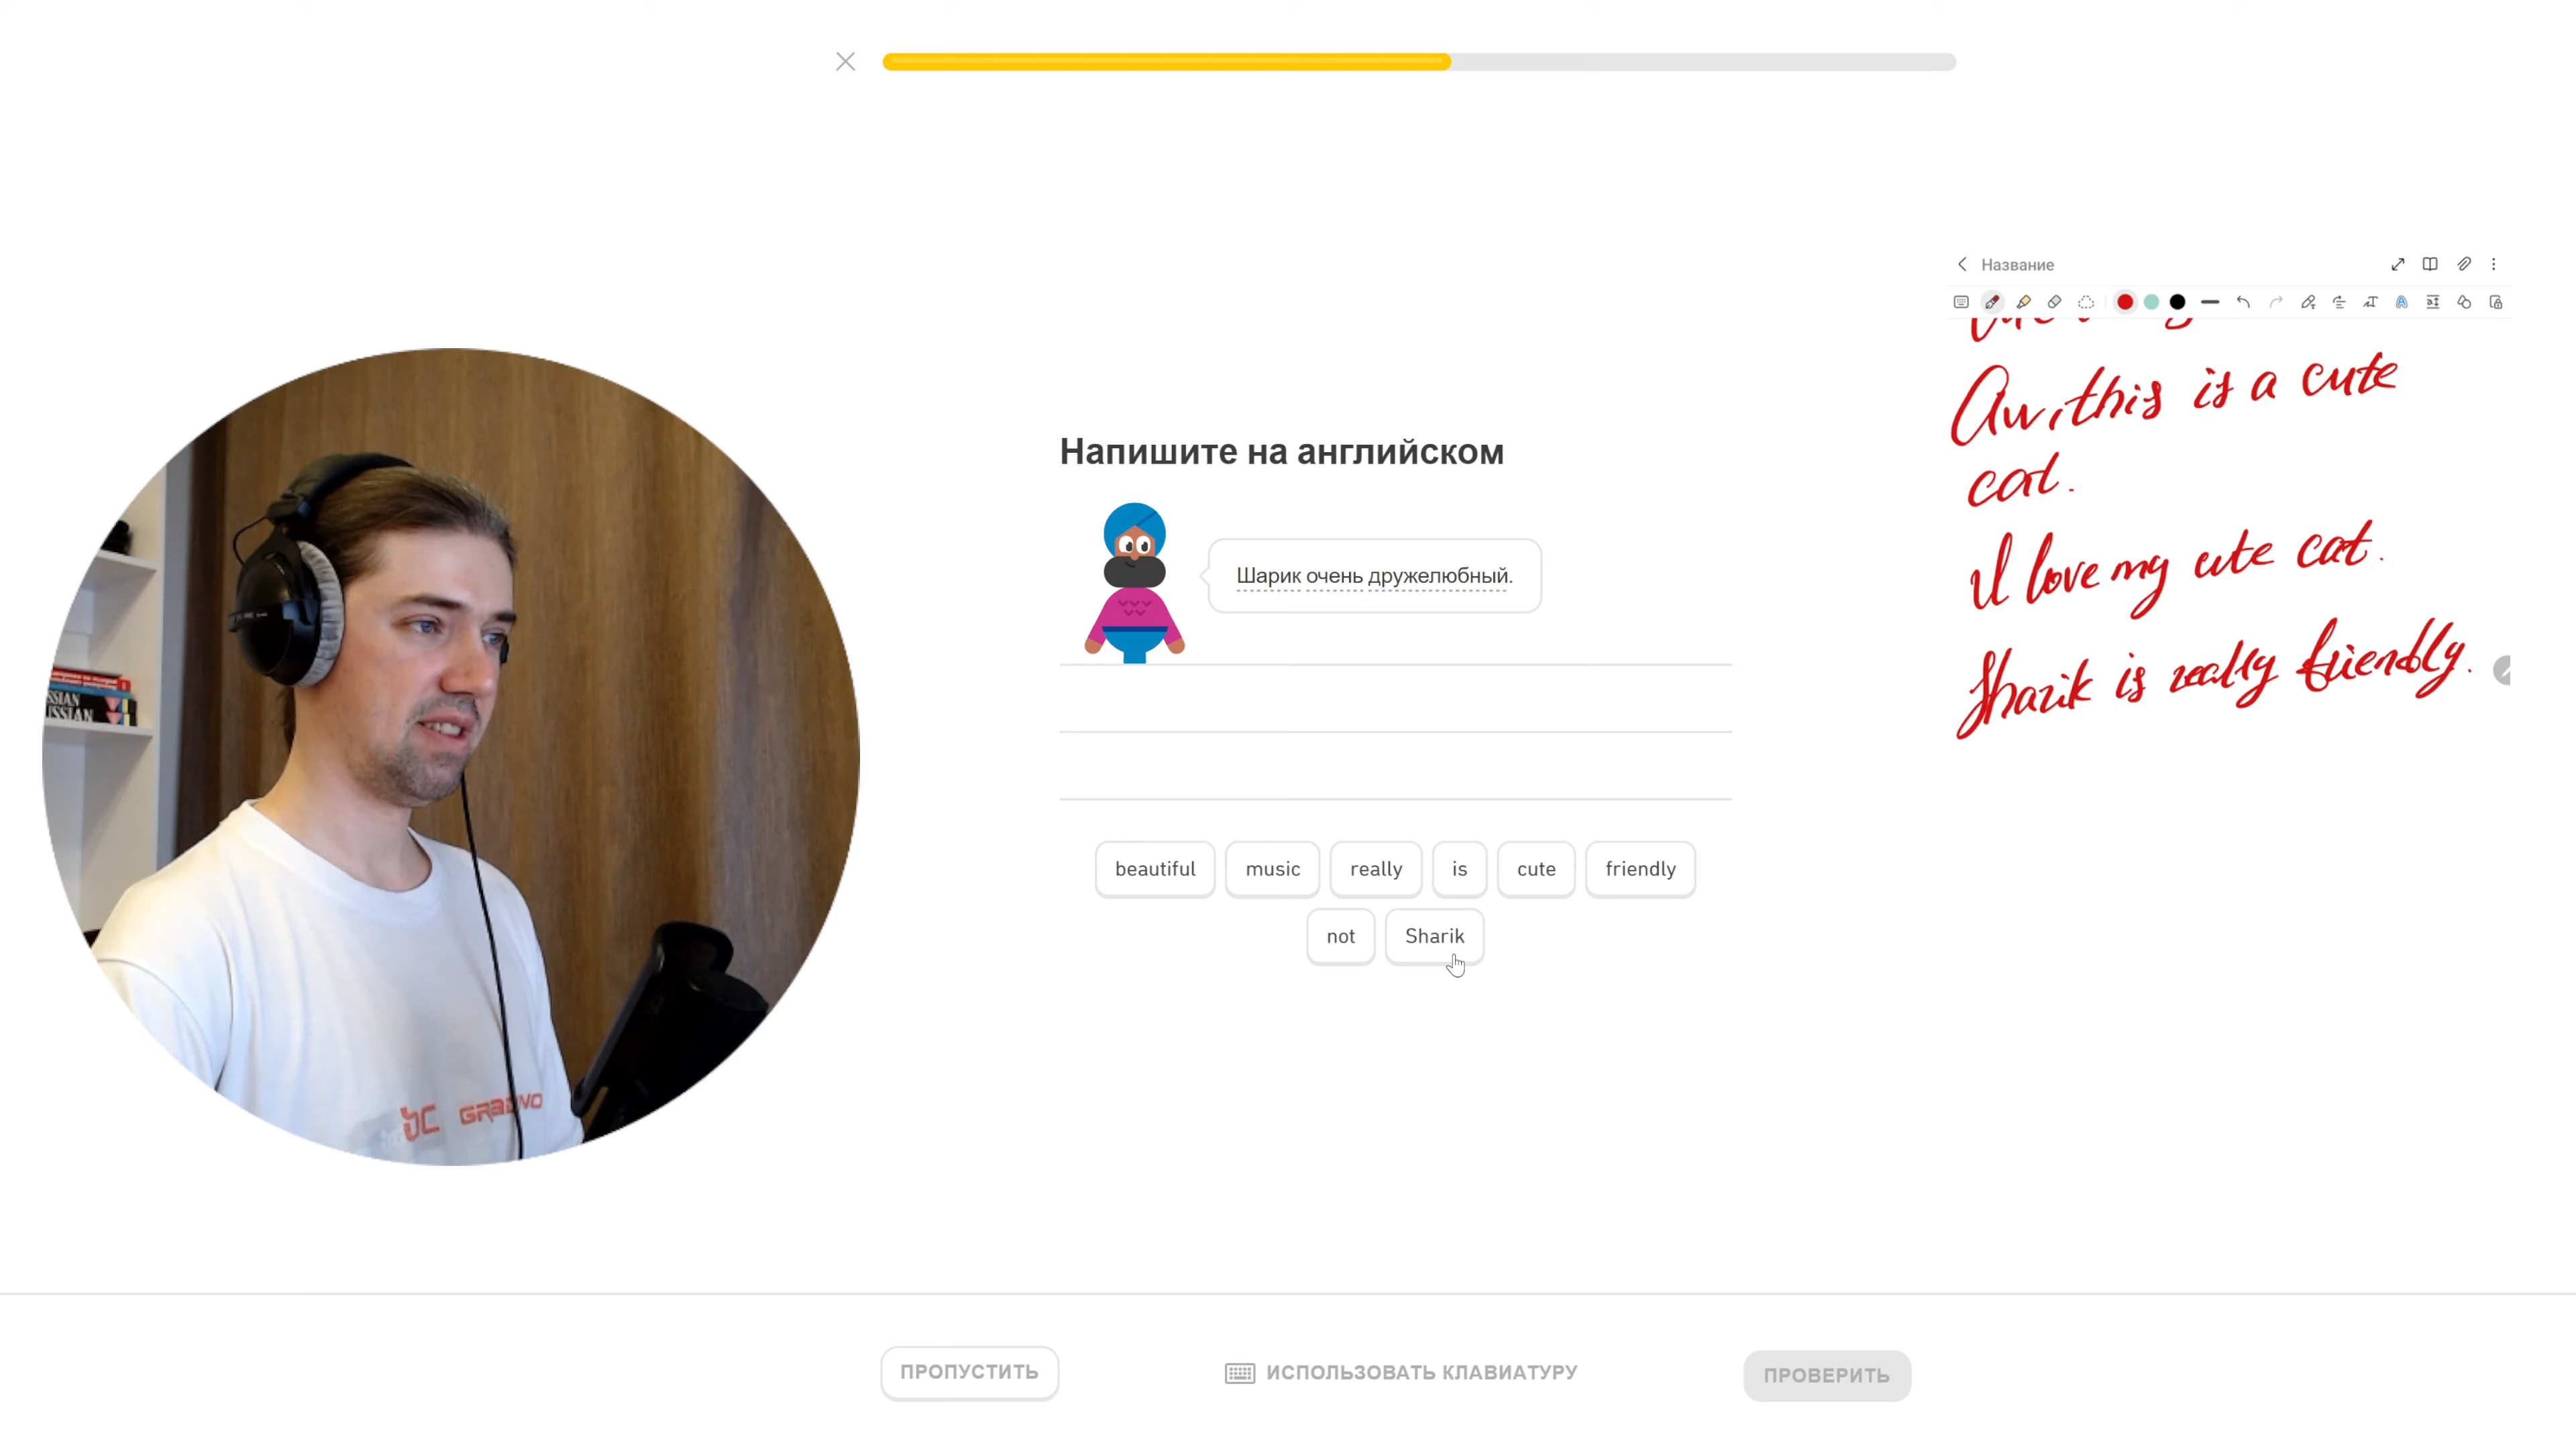 Название
Aw, this is a cute
cat.
I love my cute cat.
Sharik is really friendly.
Напишите на английском
Шарик очень дружелюбный.
beautiful music really is cute friendly
not Sharik
ПРОПУСТИТЬ
ИСПОЛЬЗОВАТЬ КЛАВИАТУРУ
ПРОВЕРИТЬ